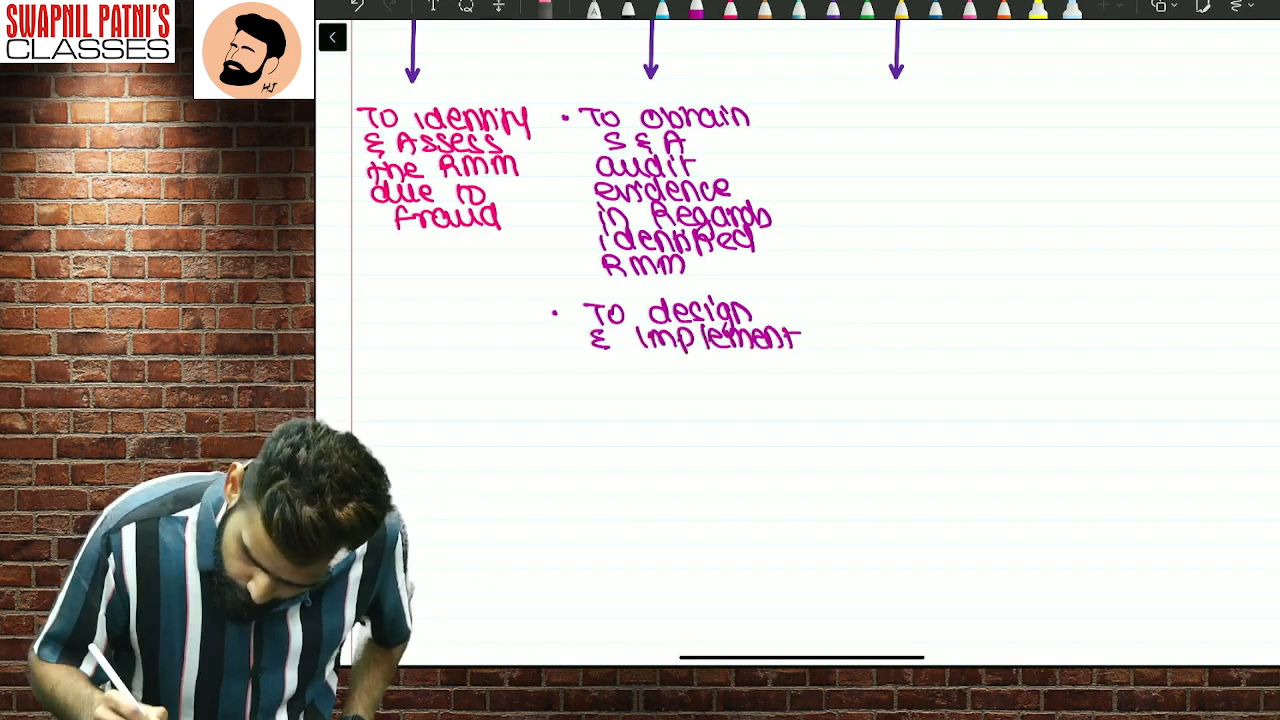 SWAPNIL PATNI'S
CLASSES
To identify
& Assess
the RMM
due to
fraud
• To obtain
S & A
audit
evidence
in Regards
identified
RMM
• To design
& Implement